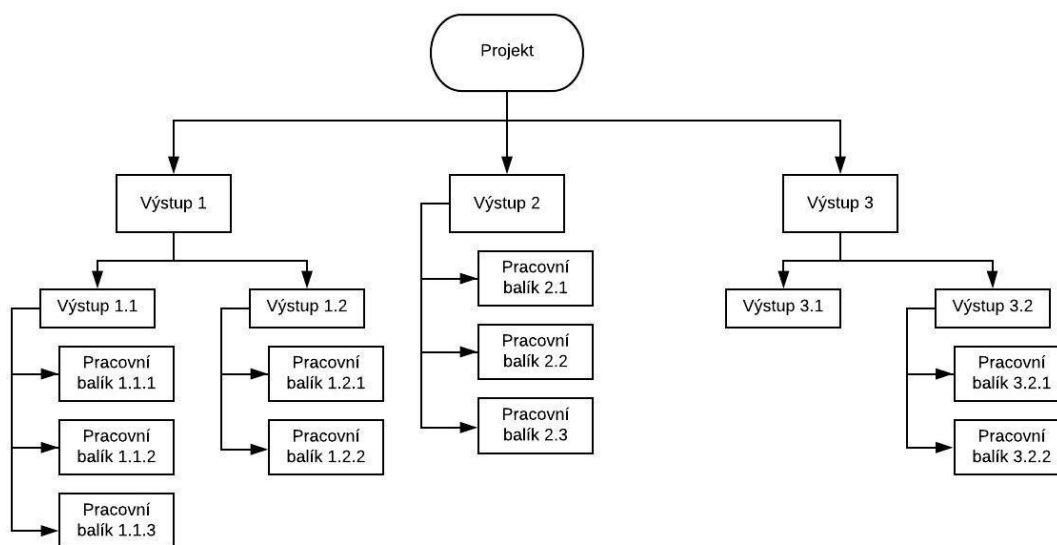 Projekt
Výstup 1
Výstup 2
Výstup 3
Výstup 1.1
Výstup 1.2
Pracovní
balík 2.1
Výstup 3.1
Výstup 3.2
Pracovní
balík 1.1.1
Pracovní
balík 1.2.1
Pracovní
balík 2.2
Pracovní
balík 3.2.1
Pracovní
balík 1.1.2
Pracovní
balík 1.2.2
Pracovní
balík 2.3
Pracovní
balík 3.2.2
Pracovní
balík 1.1.3